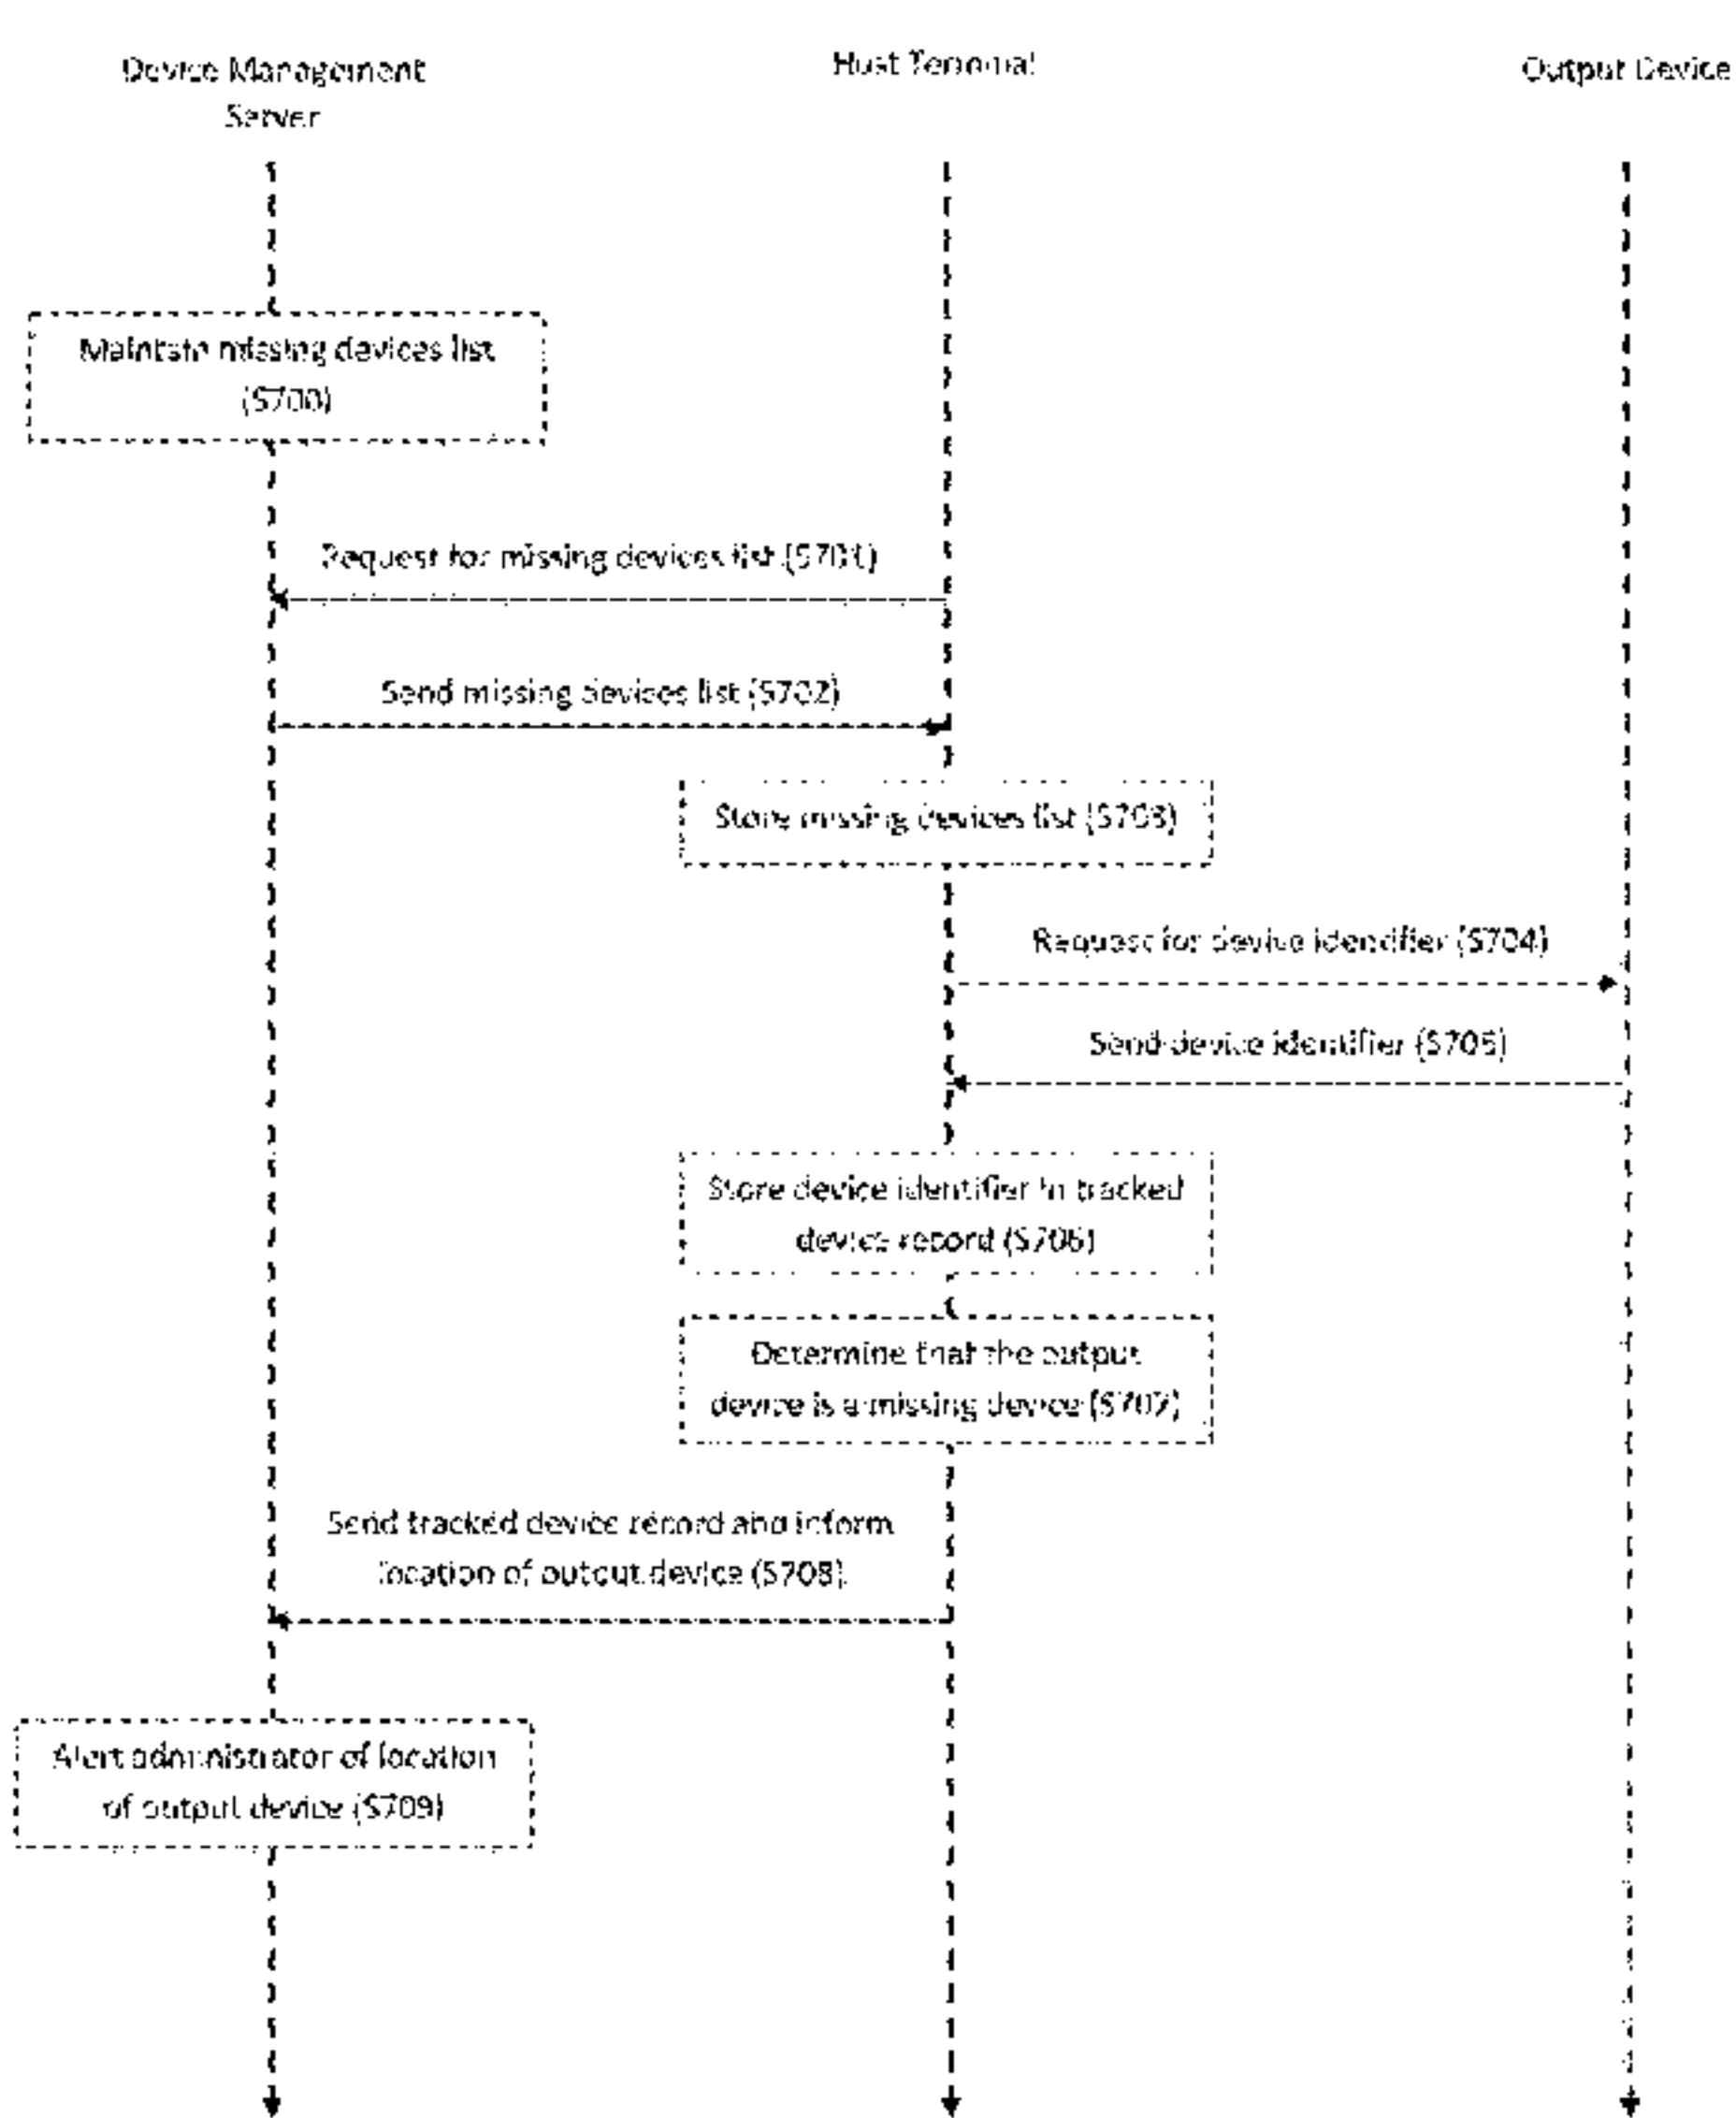 Device Management
Server
Host Terminal
Output Device
Maintain missing devices list
(S700)
Request for missing devices list (S701)
Send missing devices list (S702)
Store missing devices list (S703)
Request for device identifier (S704)
Send device identifier (S705)
Store device identifier in tracked
device record (S706)
Determine that the output
device is a missing device (S707)
Send tracked device record and inform
location of output device (S708)
Alert administrator of location
of output device (S709)